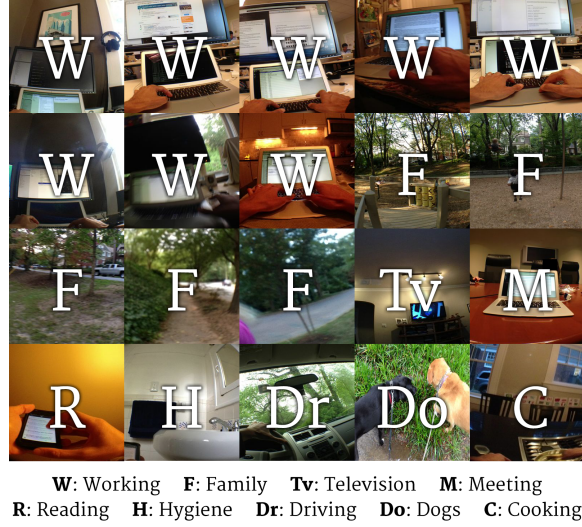 W W W W W
W W W F F
F F F Tv M
R H Dr Do C
W: Working F: Family Tv: Television M: Meeting
R: Reading H: Hygiene Dr: Driving Do: Dogs C: Cooking